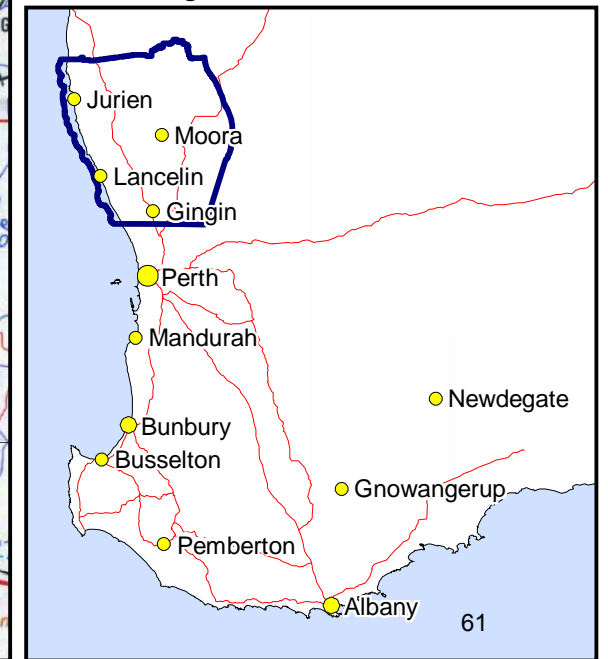 Jurien
Moora
Lancelin
Gingin
Perth
Mandurah
Newdegate
Bunbury
Busselton
Gnowangerup
Pemberton
Albany
61